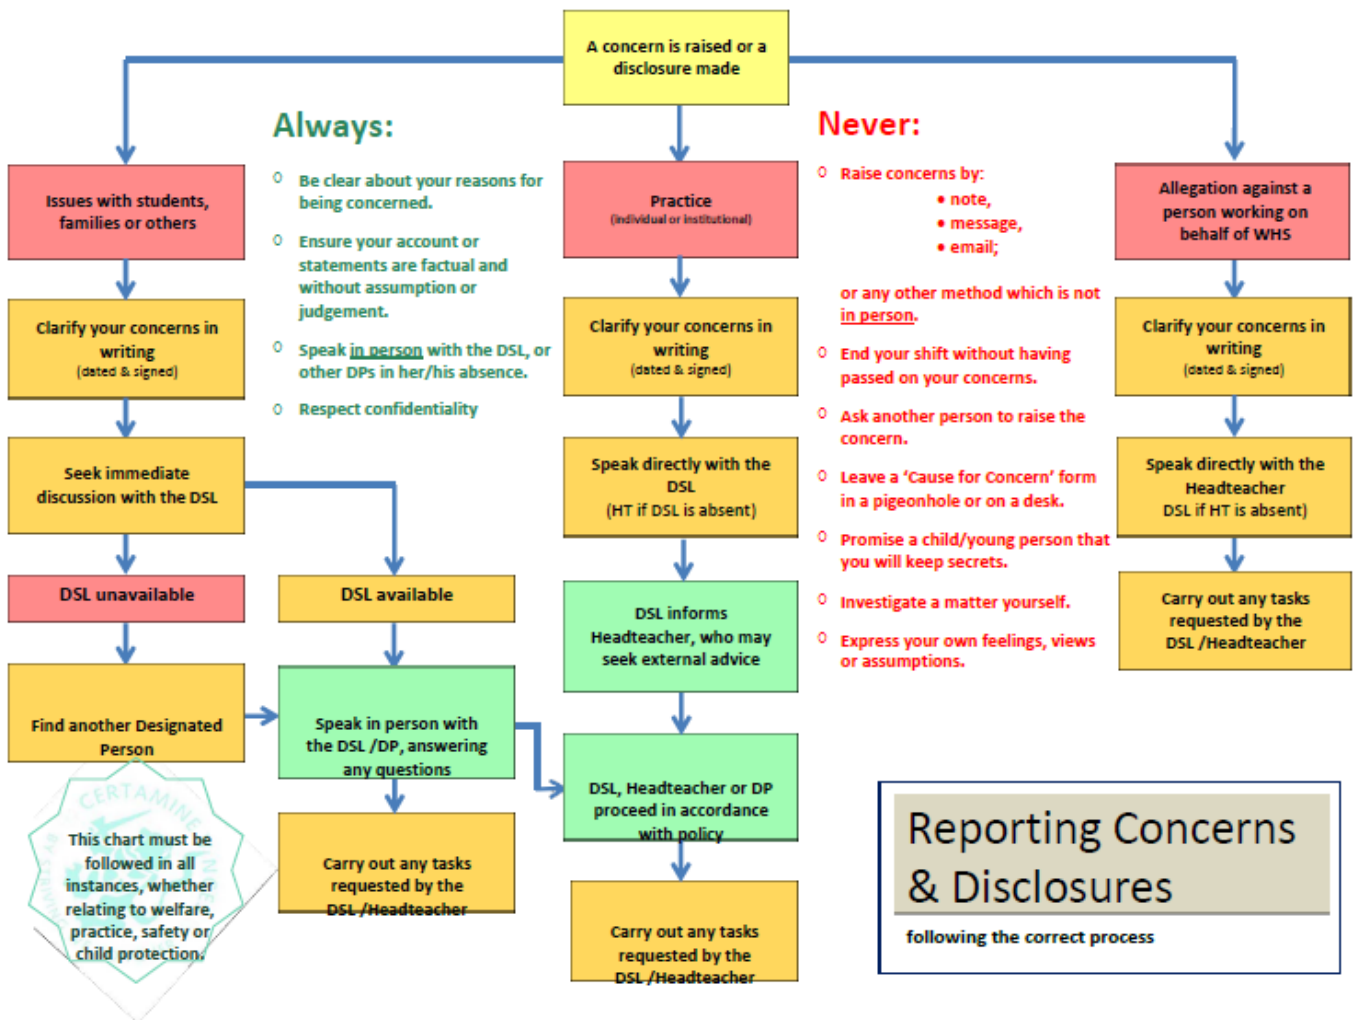 A concern is raised or a
disclosure made
Always:
o Be clear about your reasons for
being concerned.
o Ensure your account or
statements are factual and
without assumption or
judgement.
o Speak in person with the DSL, or
other DPs in her/his absence.
o Respect confidentiality
Never:
o Raise concerns by:
• note,
• message,
• email;
or any other method which is not
in person.
o End your shift without having
passed on your concerns.
o Ask another person to raise the
concern.
o Leave a ‘Cause for Concern’ form
in a pigeonhole or on a desk.
o Promise a child/young person that
you will keep secrets.
o Investigate a matter yourself.
o Express your own feelings, views
or assumptions.
Issues with students,
families or others
Clarify your concerns in
writing
(dated & signed)
Seek immediate
discussion with the DSL
DSL unavailable
Find another Designated
Person
DSL available
Speak in person with
the DSL /DP, answering
any questions
Carry out any tasks
requested by the
DSL /Headteacher
Practice
(individual or institutional)
Clarify your concerns in
writing
(dated & signed)
Speak directly with the
DSL
(HT if DSL is absent)
DSL informs
Headteacher, who may
seek external advice
DSL, Headteacher or DP
proceed in accordance
with policy
Carry out any tasks
requested by the
DSL /Headteacher
Allegation against a
person working on
behalf of WHS
Clarify your concerns in
writing
(dated & signed)
Speak directly with the
Headteacher
DSL if HT is absent)
Carry out any tasks
requested by the
DSL /Headteacher
This chart must be
followed in all
instances, whether
relating to welfare,
practice, safety or
child protection.
Reporting Concerns
& Disclosures
following the correct process